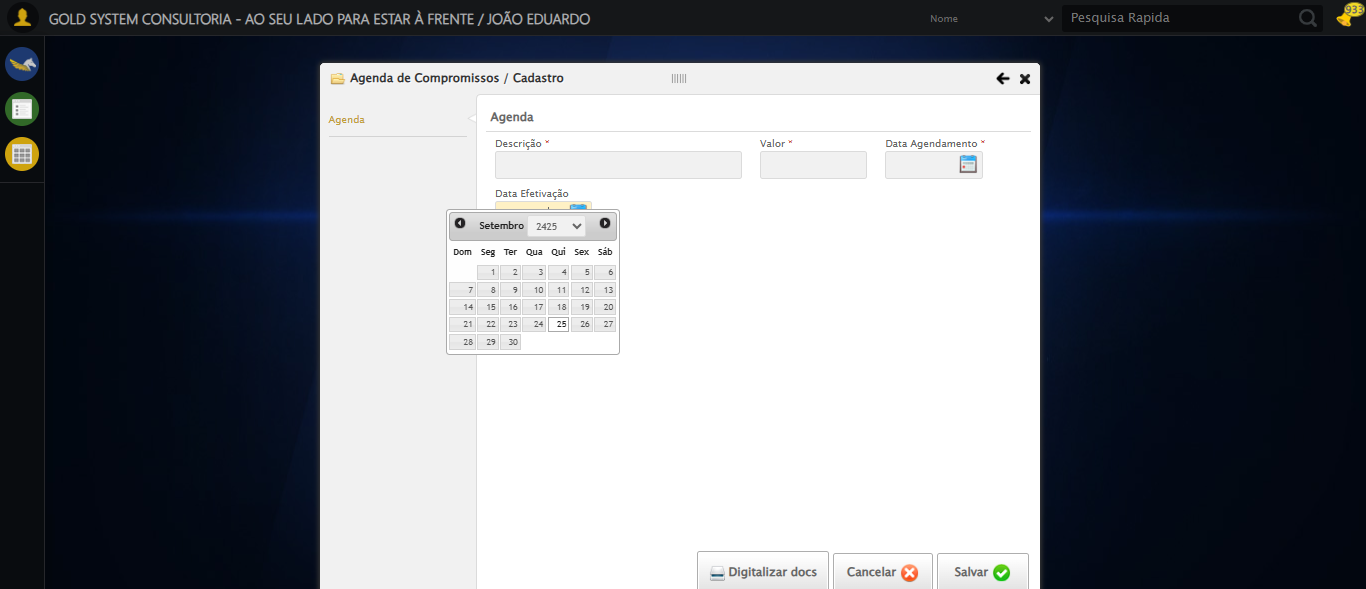 GOLD SYSTEM CONSULTORIA - AO SEU LADO PARA ESTAR À FRENTE / JOÃO EDUARDO
Nome
Pesquisa Rapida
933
Agenda de Compromissos / Cadastro
Agenda
Agenda
Descrição *
Valor *
Data Agendamento *
Data Efetivação
Setembro 2425
Dom Seg Ter Qua Qui Sex Sáb
1 2 3 4 5 6
7 8 9 10 11 12 13
14 15 16 17 18 19 20
21 22 23 24 25 26 27
28 29 30
Digitalizar docs
Cancelar
Salvar